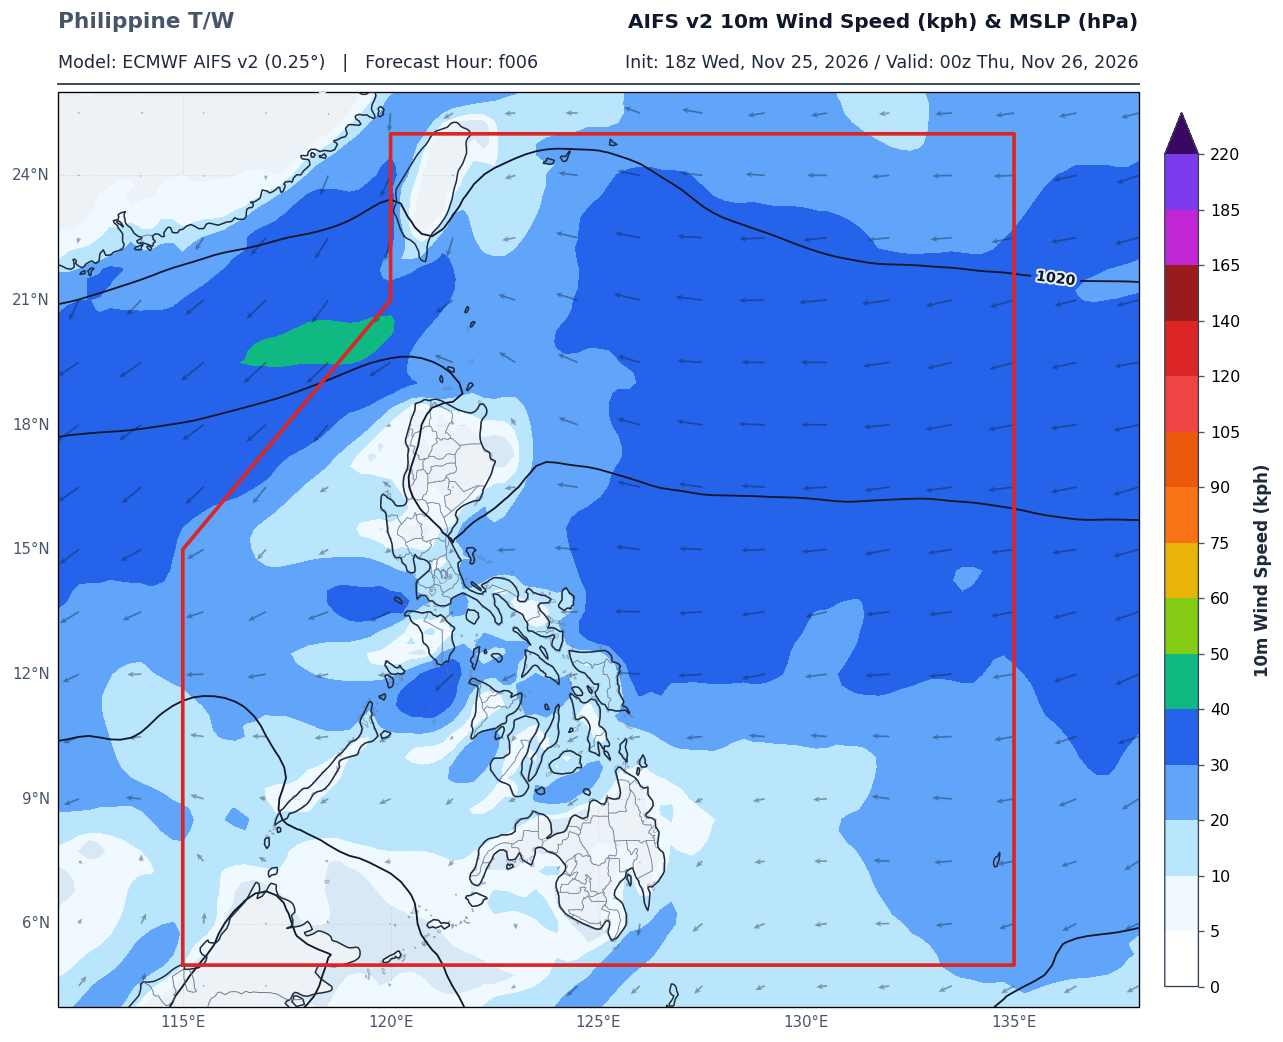 Philippine T/W
AIFS v2 10m Wind Speed (kph) & MSLP (hPa)
Model: ECMWF AIFS v2 (0.25°)   |   Forecast Hour: f006
Init: 18z Wed, Nov 25, 2026 / Valid: 00z Thu, Nov 26, 2026
24°N
21°N
18°N
15°N
12°N
9°N
6°N
1020
115°E
120°E
125°E
130°E
135°E
220
185
165
140
120
105
90
75
60
50
40
30
20
10
5
0
10m Wind Speed (kph)